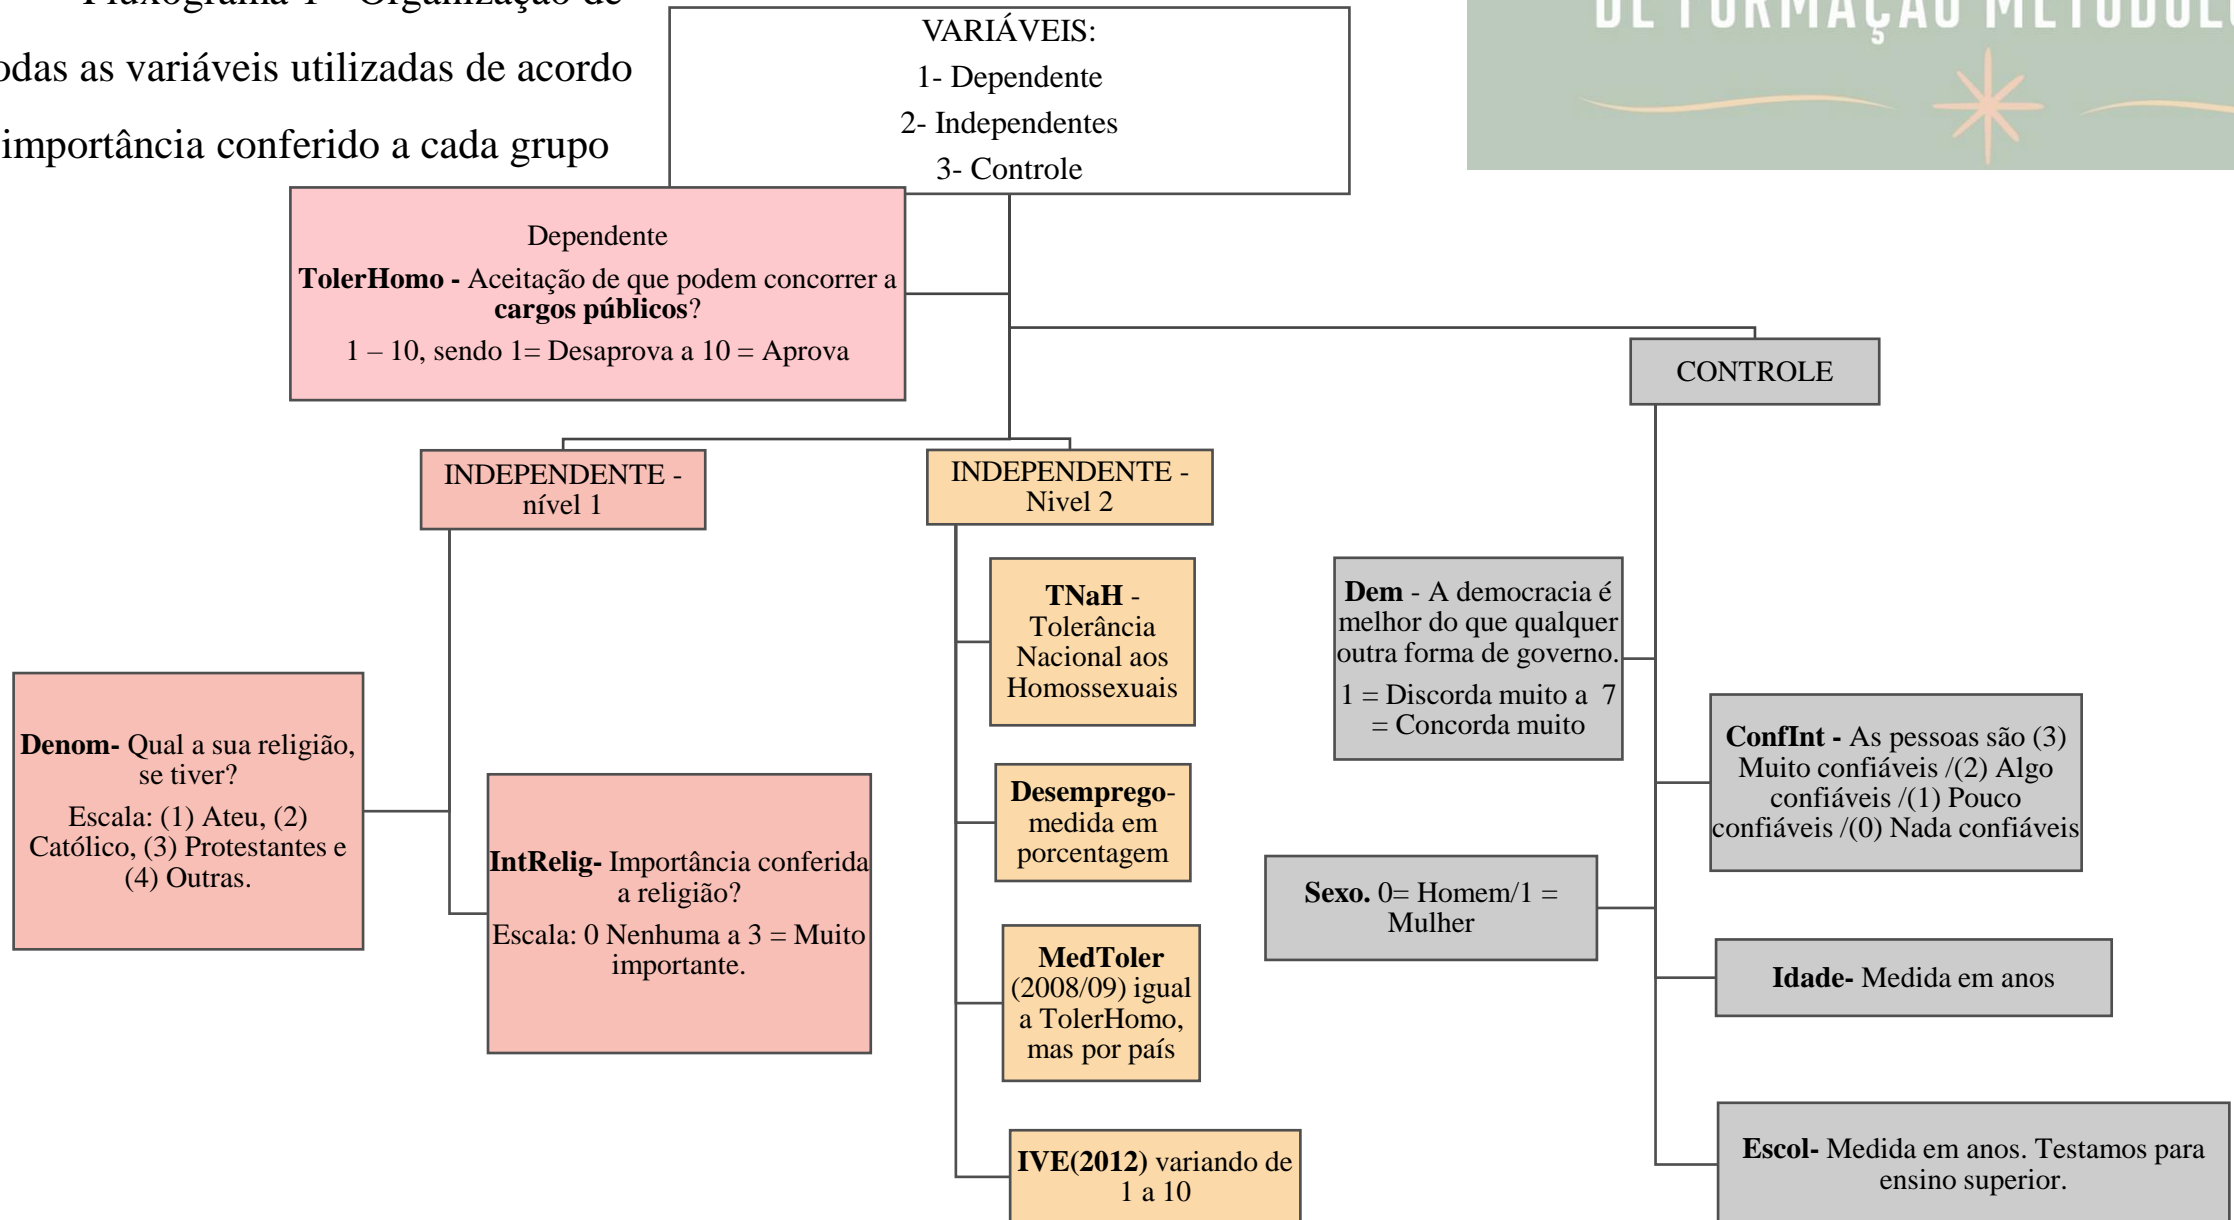 Fluxograma 1 - Organização de
odas as variáveis utilizadas de acordo
importância conferido a cada grupo
DE FORMAÇÃO
VARIÁVEIS:
1- Dependente
2- Independentes
3- Controle
Dependente
TolerHomo - Aceitação de que podem concorrer a
cargos públicos?
1 – 10, sendo 1= Desaprova a 10 = Aprova
CONTROLE
INDEPENDENTE -
nível 1
INDEPENDENTE -
Nivel 2
Denom- Qual a sua religião,
se tiver?
Escala: (1) Ateu, (2)
Católico, (3) Protestantes e
(4) Outras.
IntRelig- Importância conferida
a religião?
Escala: 0 Nenhuma a 3 = Muito
importante.
TNaH -
Tolerância
Nacional aos
Homossexuais
Desemprego-
medida em
porcentagem
MedToler
(2008/09) igual
a TolerHomo,
mas por país
IVE(2012) variando de
1 a 10
Dem - A democracia é
melhor do que qualquer
outra forma de governo.
1 = Discorda muito a 7
= Concorda muito
ConfInt - As pessoas são (3)
Muito confiáveis /(2) Algo
confiáveis /(1) Pouco
confiáveis /(0) Nada confiáveis
Sexo. 0= Homem/1 =
Mulher
Idade- Medida em anos
Escol- Medida em anos. Testamos para
ensino superior.